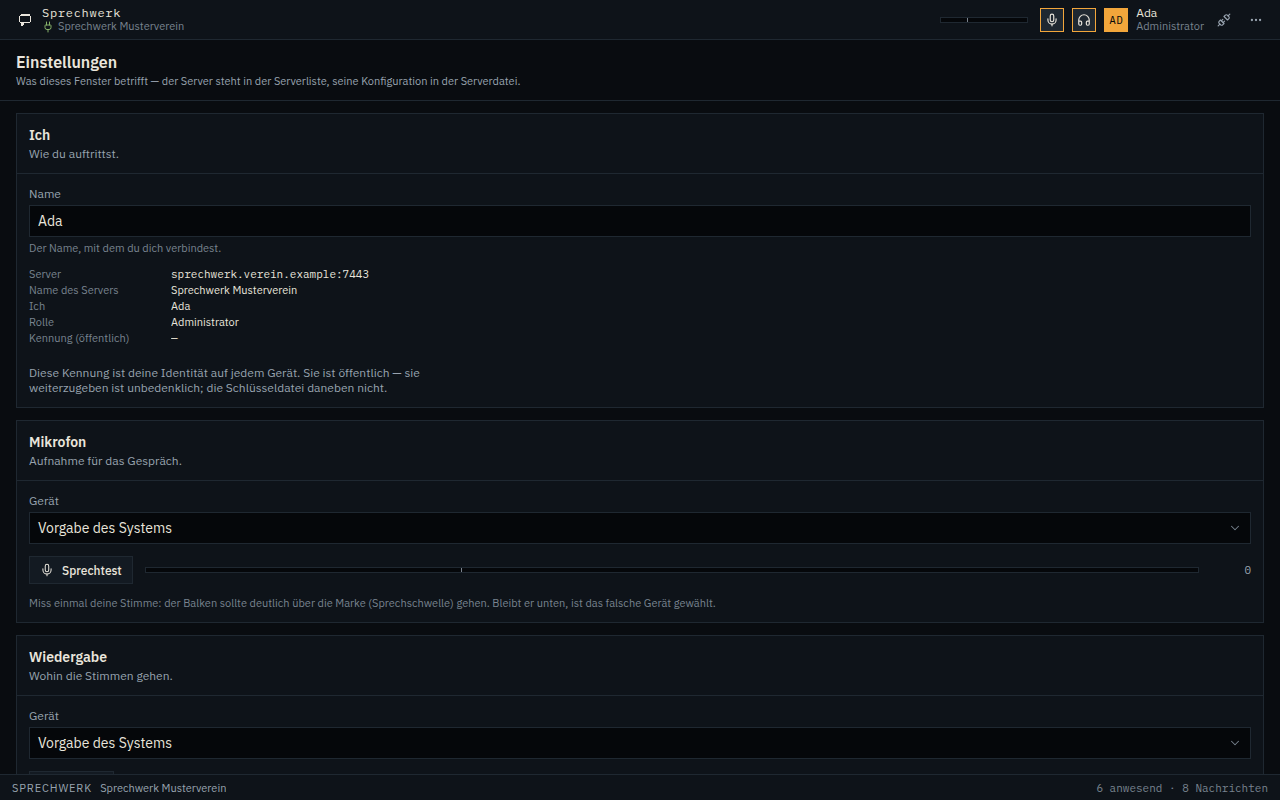 Sprechwerk
Sprechwerk Musterverein
AD
Ada
Administrator
Einstellungen
Was dieses Fenster betrifft — der Server steht in der Serverliste, seine Konfiguration in der Serverdatei.
Ich
Wie du auftrittst.
Name
Ada
Der Name, mit dem du dich verbindest.
Server sprechwerk.verein.example:7443
Name des Servers Sprechwerk Musterverein
Ich Ada
Rolle Administrator
Kennung (öffentlich) —
Diese Kennung ist deine Identität auf jedem Gerät. Sie ist öffentlich — sie
weiterzugeben ist unbedenklich; die Schlüsseldatei daneben nicht.
Mikrofon
Aufnahme für das Gespräch.
Gerät
Vorgabe des Systems
Sprechtest 0
Miss einmal deine Stimme: der Balken sollte deutlich über die Marke (Sprechschwelle) gehen. Bleibt er unten, ist das falsche Gerät gewählt.
Wiedergabe
Wohin die Stimmen gehen.
Gerät
Vorgabe des Systems
SPRECHWERK Sprechwerk Musterverein 6 anwesend · 8 Nachrichten